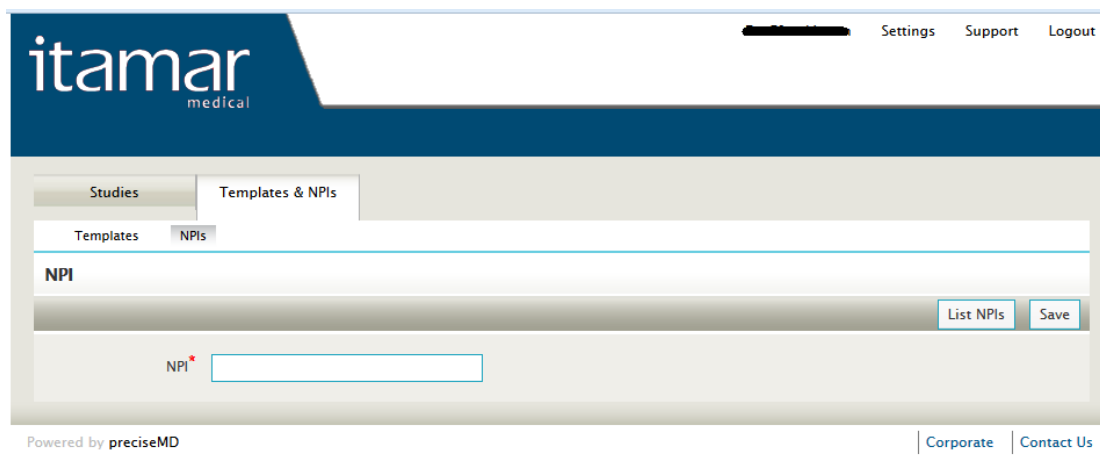 Settings Support Logout
itamar
medical
Studies Templates & NPIs
Templates NPIs
NPI
List NPIs Save
NPI*
Powered by preciseMD Corporate Contact Us